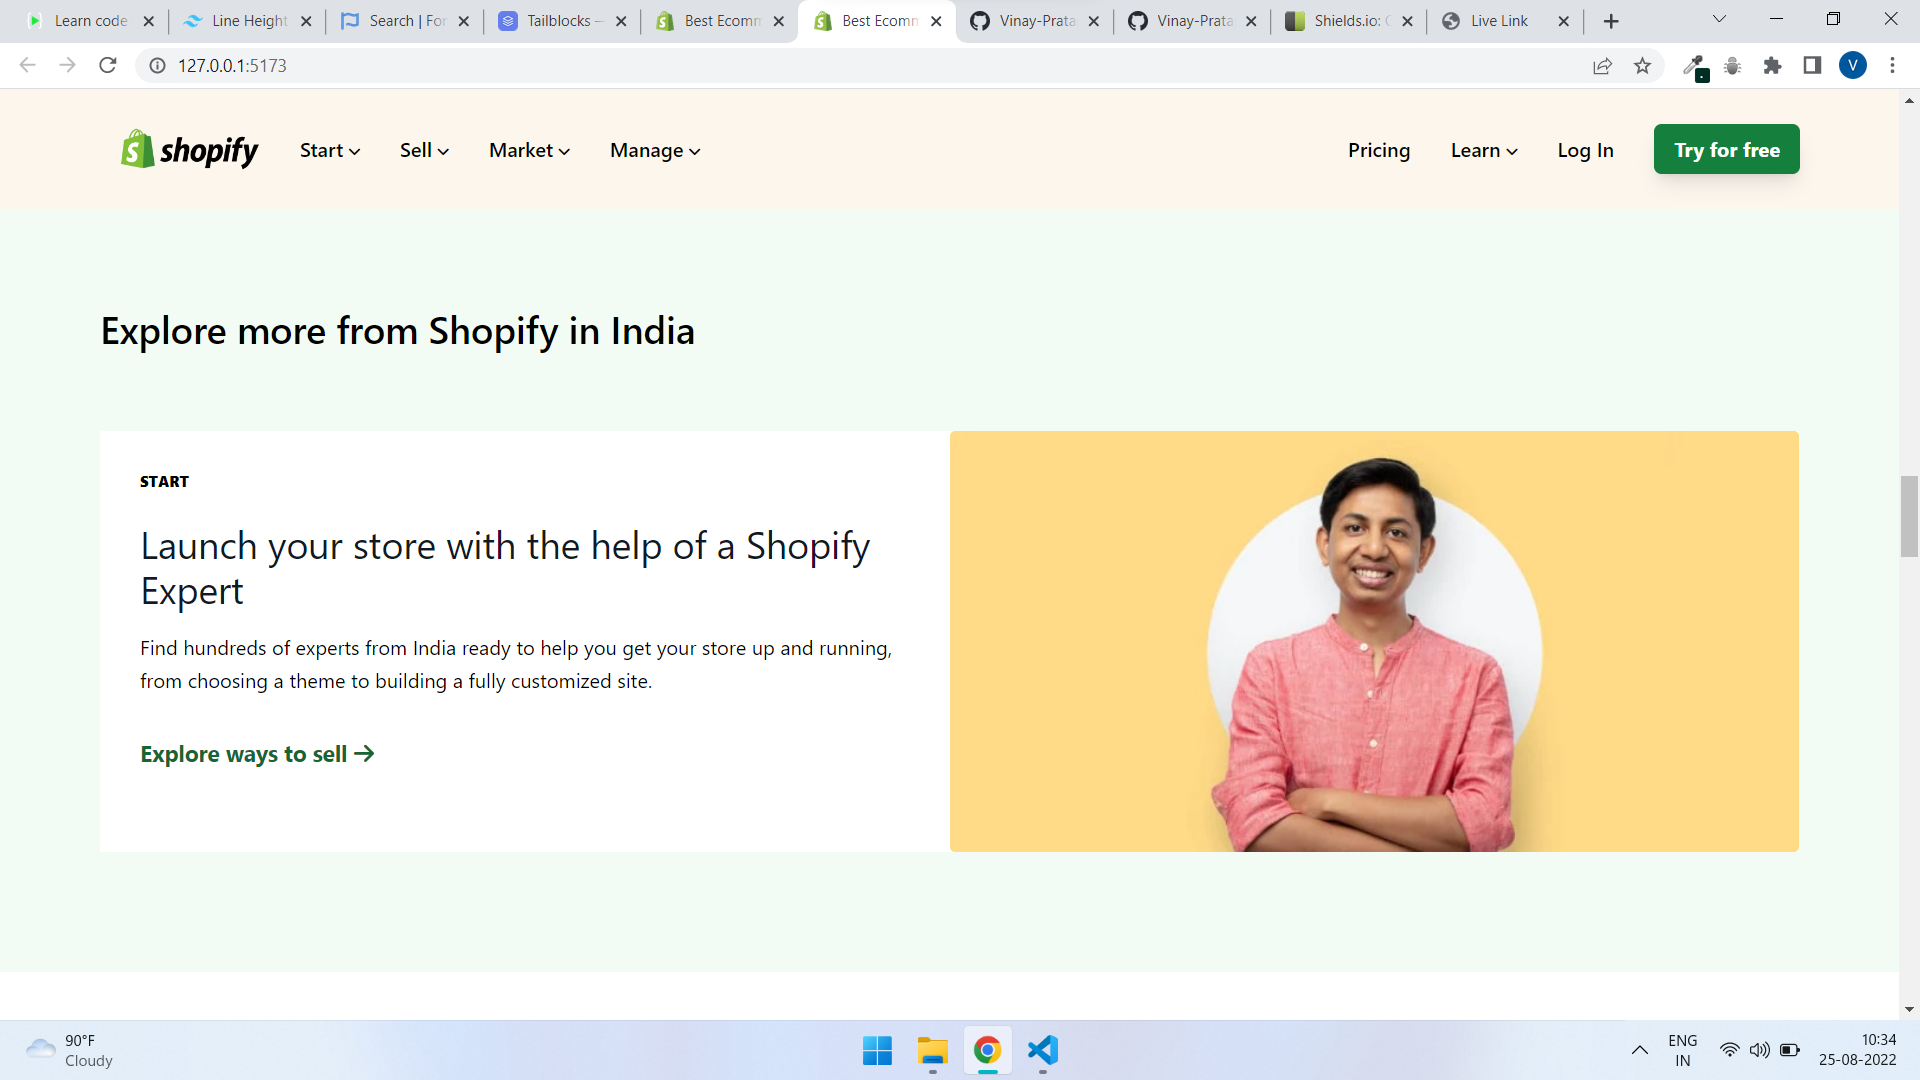 Learn code
Line Height
Search | For
Tailblocks –
Best Ecomm
Best Ecomm
Vinay-Prata
Vinay-Prata
Shields.io:
Live Link
127.0.0.1:5173
V
shopify
Start
Sell
Market
Manage
Pricing
Learn
Log In
Try for free
Explore more from Shopify in India
START
Launch your store with the help of a Shopify
Expert
Find hundreds of experts from India ready to help you get your store up and running,
from choosing a theme to building a fully customized site.
Explore ways to sell →
90°F
Cloudy
ENG
IN
10:34
25-08-2022